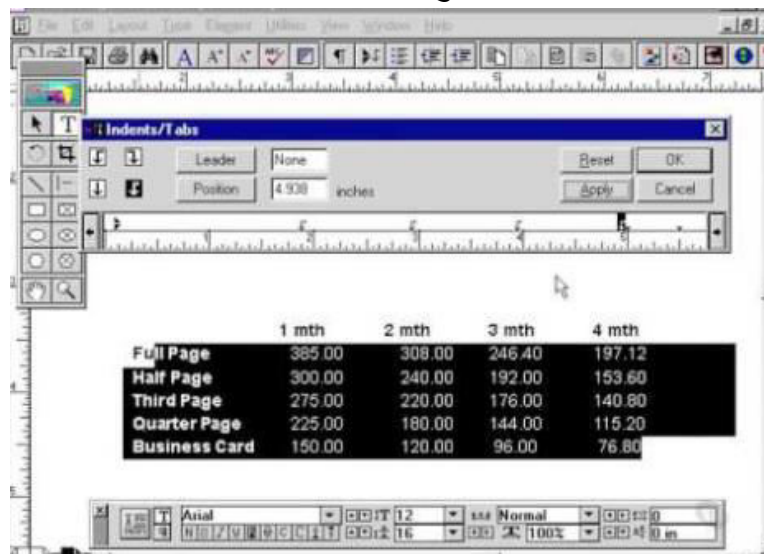 File Edit Layout Type Element Utilities View Window Help
Indents/Tabs
Leader None Reset OK
Position 4.938 inches Apply Cancel
1 mth 2 mth 3 mth 4 mth
Full Page 385.00 308.00 246.40 197.12
Half Page 300.00 240.00 192.00 153.60
Third Page 275.00 220.00 176.00 140.80
Quarter Page 225.00 180.00 144.00 115.20
Business Card 150.00 120.00 96.00 76.80
Arial 12 Normal 0
16 100% 0 in